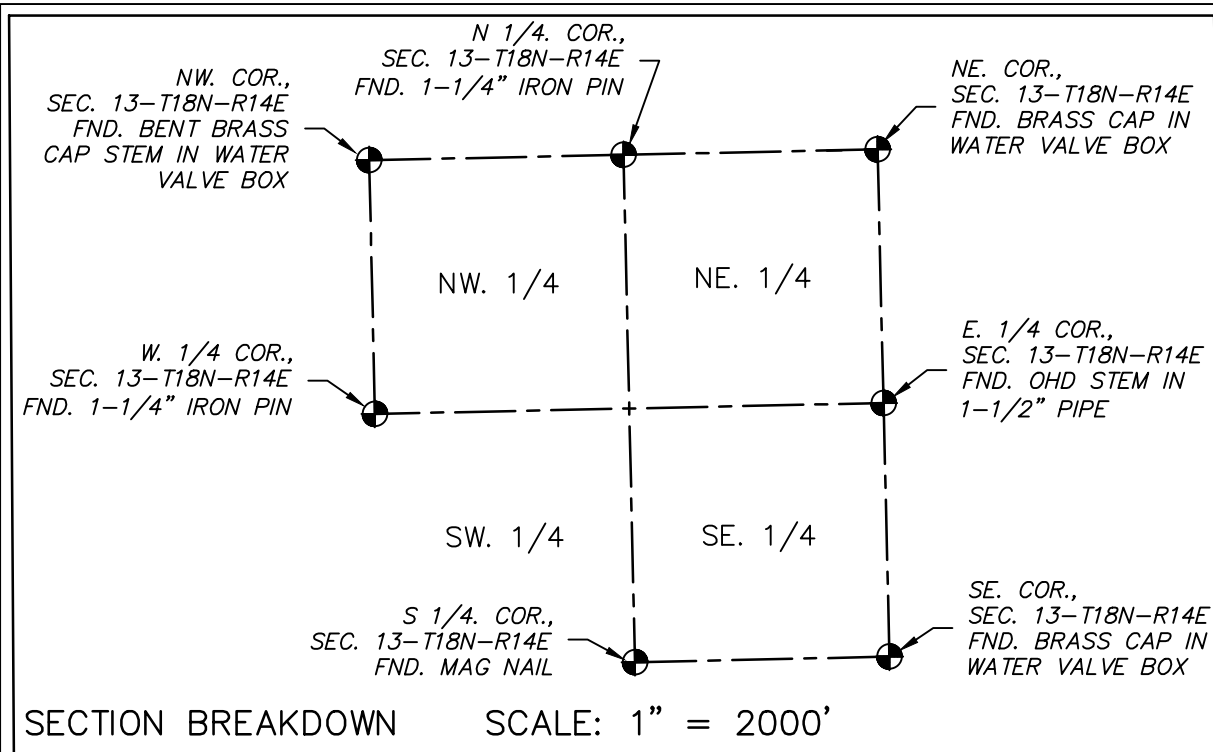 N 1/4. COR.,
SEC. 13-T18N-R14E
FND. 1-1/4" IRON PIN
NW. COR.,
SEC. 13-T18N-R14E
FND. BENT BRASS
CAP STEM IN WATER
VALVE BOX
NE. COR.,
SEC. 13-T18N-R14E
FND. BRASS CAP IN
WATER VALVE BOX
NW. 1/4
NE. 1/4
W. 1/4 COR.,
SEC. 13-T18N-R14E
FND. 1-1/4" IRON PIN
E. 1/4 COR.,
SEC. 13-T18N-R14E
FND. OHD STEM IN
1-1/2" PIPE
SW. 1/4
SE. 1/4
S 1/4. COR.,
SEC. 13-T18N-R14E
FND. MAG NAIL
SE. COR.,
SEC. 13-T18N-R14E
FND. BRASS CAP IN
WATER VALVE BOX
SECTION BREAKDOWN SCALE: 1" = 2000'